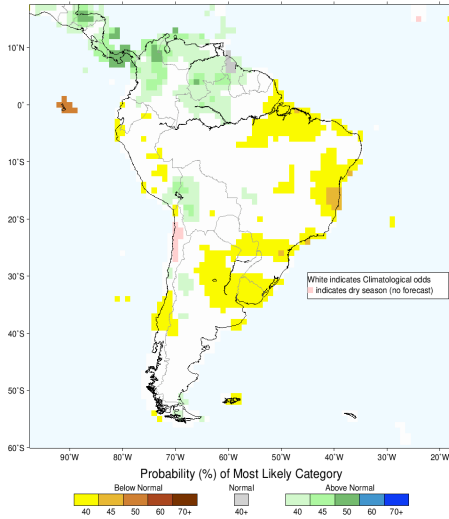 10°N
0°
10°S
20°S
30°S
40°S
50°S
60°S
White indicates Climatological odds
indicates dry season (no forecast)
90°W 80°W 70°W 60°W 50°W 40°W 30°W 20°W
Probability (%) of Most Likely Category
Below Normal Normal Above Normal
40 45 50 60 70+ 40+ 40 45 50 60 70+